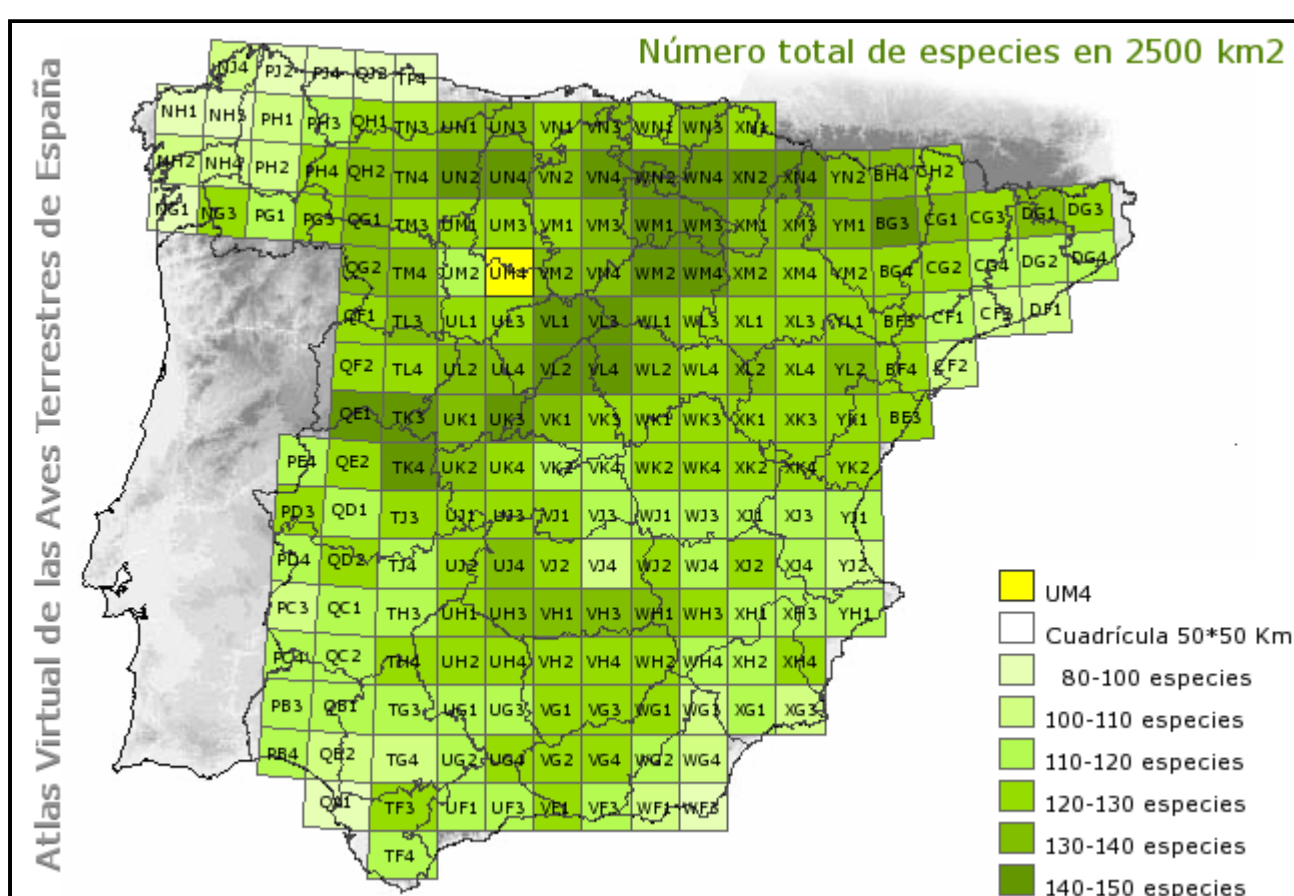 Número total de especies en 2500 km2
Atlas Virtual de las Aves Terrestres de España
NJ4 PJ2 PJ4 QJ2 TP4
NH1 NH3 PH1 PH3 QH1 TN3 UN1 UN3 VN1 VN3 WN1 WN3 XN1
NH2 NH4 PH2 PH4 QH2 TN4 UN2 UN4 VN2 VN4 WN2 WN4 XN2 XN4 YN2 BH4 CH2
NG1 NG3 PG1 PG3 QG1 TM3 UM1 UM3 VM1 VM3 WM1 WM3 XM1 XM3 YM1 BG3 CG1 CG3 DG1 DG3
QG2 TM4 UM2 UM4 VM2 VM4 WM2 WM4 XM2 XM4 YM2 BG4 CG2 CG4 DG2 DG4
QF1 TL3 UL1 UL3 VL1 VL3 WL1 WL3 XL1 XL3 YL1 BF3 CF1 CF3 DF1
QF2 TL4 UL2 UL4 VL2 VL4 WL2 WL4 XL2 XL4 YL2 BF4 CF2
QE1 TK3 UK1 UK3 VK1 VK3 WK1 WK3 XK1 XK3 YK1 BE3
PE4 QE2 TK4 UK2 UK4 VK2 VK4 WK2 WK4 XK2 XK4 YK2
PD3 QD1 TJ3 UJ1 UJ3 VJ1 VJ3 WJ1 WJ3 XJ1 XJ3 YJ1
PD4 QD2 TJ4 UJ2 UJ4 VJ2 VJ4 WJ2 WJ4 XJ2 XJ4 YJ2
PC3 QC1 TH3 UH1 UH3 VH1 VH3 WH1 WH3 XH1 XH3 YH1
PC4 QC2 TH4 UH2 UH4 VH2 VH4 WH2 WH4 XH2 XH4
PB3 QB1 TG3 UG1 UG3 VG1 VG3 WG1 WG3 XG1 XG3
PB4 QB2 TG4 UG2 UG4 VG2 VG4 WG2 WG4
QA1 TF3 UF1 UF3 VF1 VF3 WF1 WF3
TF4
UM4
Cuadrícula 50*50 Km
80-100 especies
100-110 especies
110-120 especies
120-130 especies
130-140 especies
140-150 especies